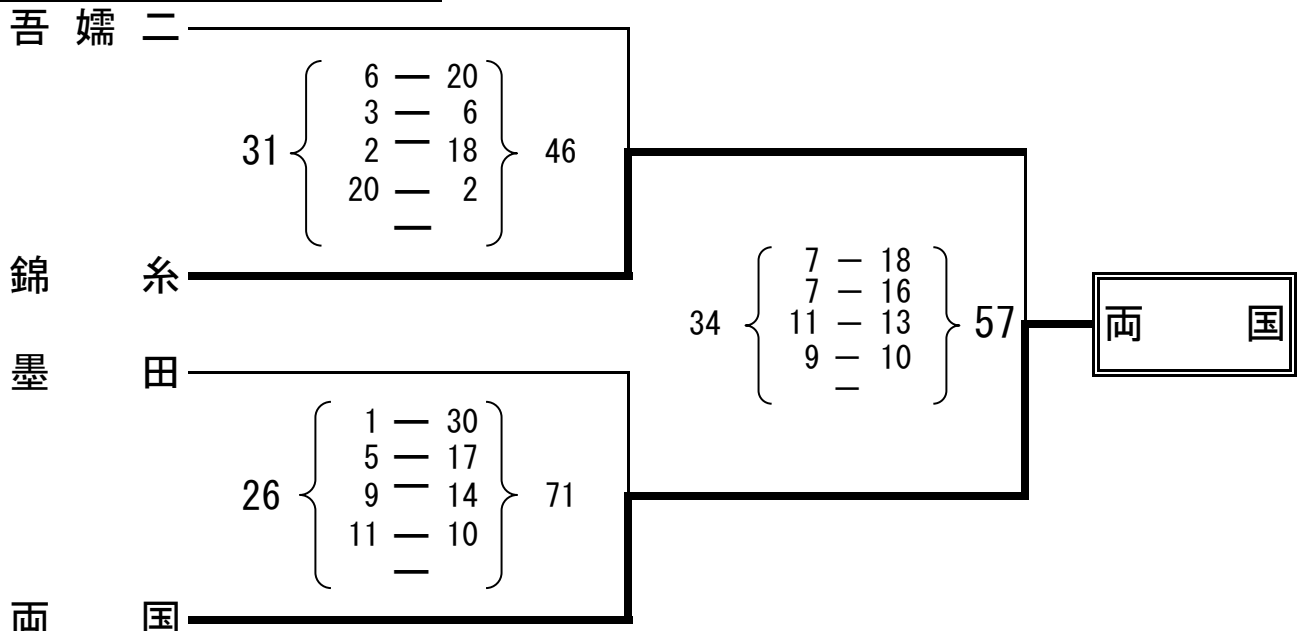 吾 嬬 二
6 — 20
3 — 6
31 2 — 18 46
20 — 2
—
錦 糸
7 — 18
7 — 16
34 11 — 13 57
9 — 10
—
両 国
墨 田
1 — 30
5 — 17
26 9 — 14 71
11 — 10
—
両 国